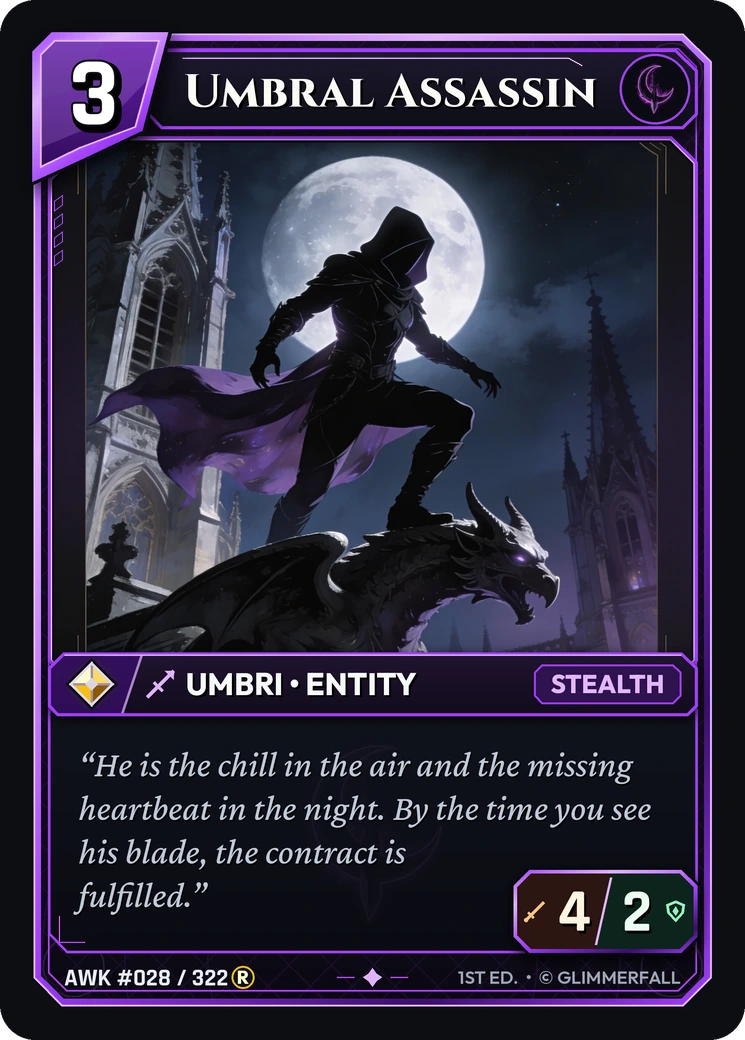 3
UMBRAL ASSASSIN
UMBRI • ENTITY
STEALTH
“He is the chill in the air and the missing
heartbeat in the night. By the time you see
his blade, the contract is
fulfilled.”
4 / 2
AWK #028 / 322 R
1ST ED. • © GLIMMERFALL